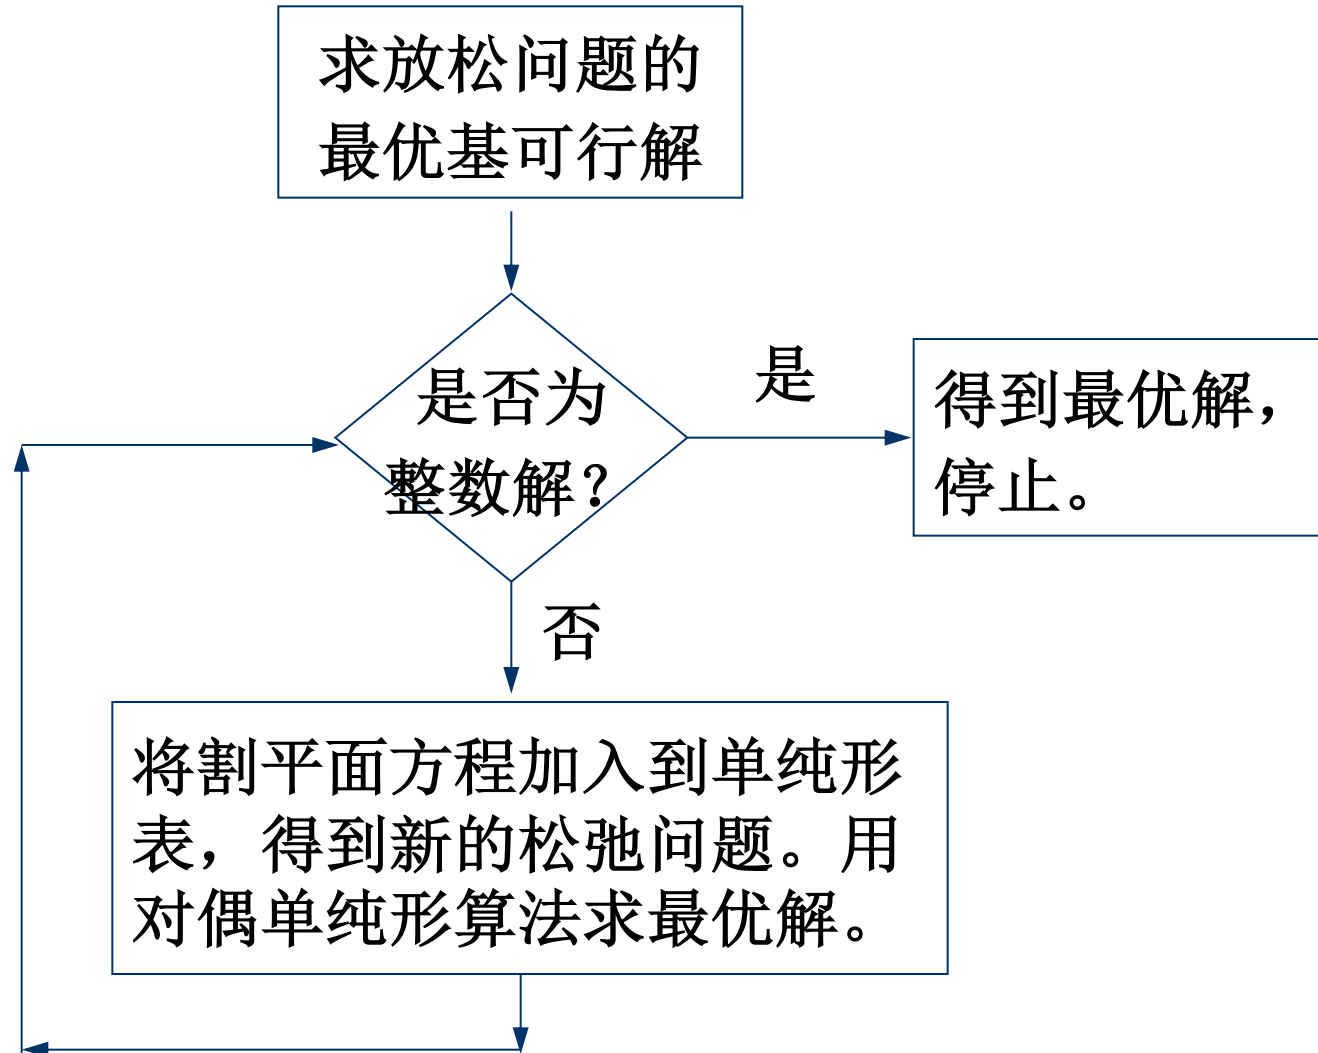 求放松问题的
最优基可行解
是否为
整数解？
是
得到最优解，
停止。
否
将割平面方程加入到单纯形
表，得到新的松弛问题。用
对偶单纯形算法求最优解。